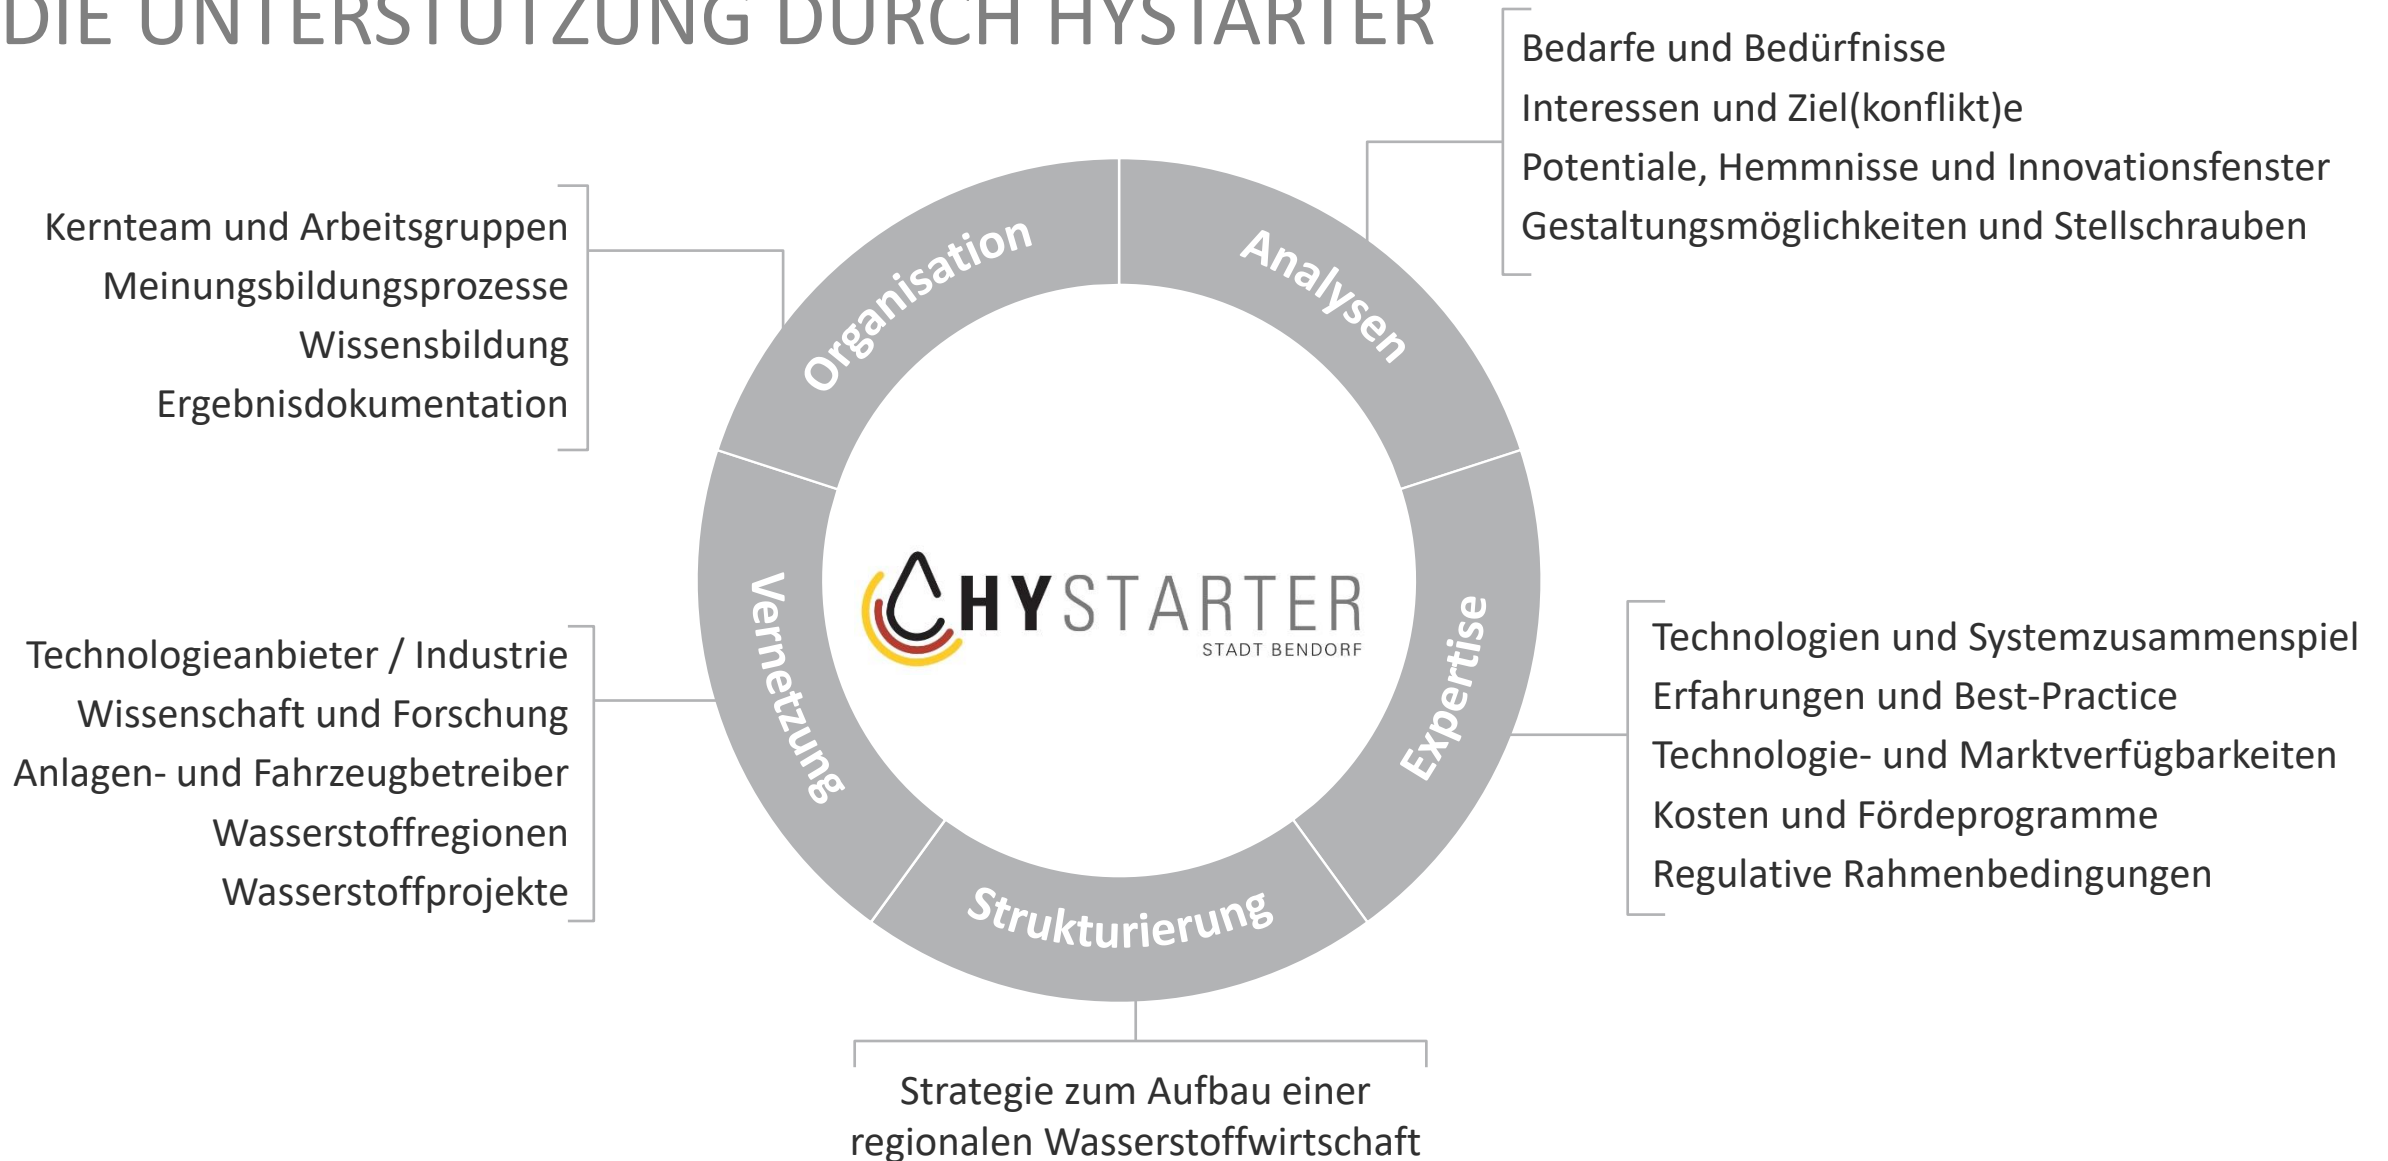 DIE UNTERSTÜTZUNG DURCH HYSTARTER
Bedarfe und Bedürfnisse
Interessen und Ziel(konflikt)e
Potentiale, Hemmnisse und Innovationsfenster
Gestaltungsmöglichkeiten und Stellschrauben
Kernteam und Arbeitsgruppen
Meinungsbildungsprozesse
Wissensbildung
Ergebnisdokumentation
Organisation
Analysen
Vernetzung
HYSTARTER
STADT BENDORF
Expertise
Strukturierung
Technologieanbieter / Industrie
Wissenschaft und Forschung
Anlagen- und Fahrzeugbetreiber
Wasserstoffregionen
Wasserstoffprojekte
Technologien und Systemzusammenspiel
Erfahrungen und Best-Practice
Technologie- und Marktverfügbarkeiten
Kosten und Fördeprogramme
Regulative Rahmenbedingungen
Strategie zum Aufbau einer
regionalen Wasserstoffwirtschaft